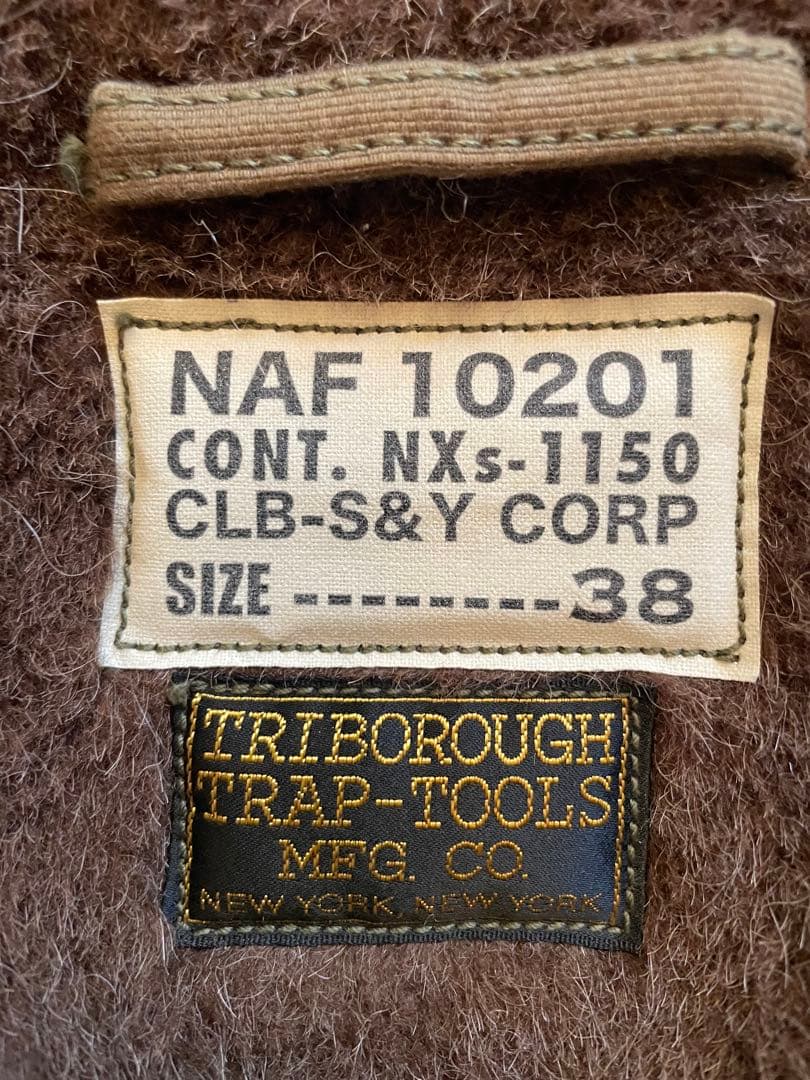 NAF 10201
CONT. NXs-1150
CLB-S&Y CORP
SIZE --------38
TRIBOROUGH
TRAP-TOOLS
MFG. CO.
NEW YORK, NEW YORK